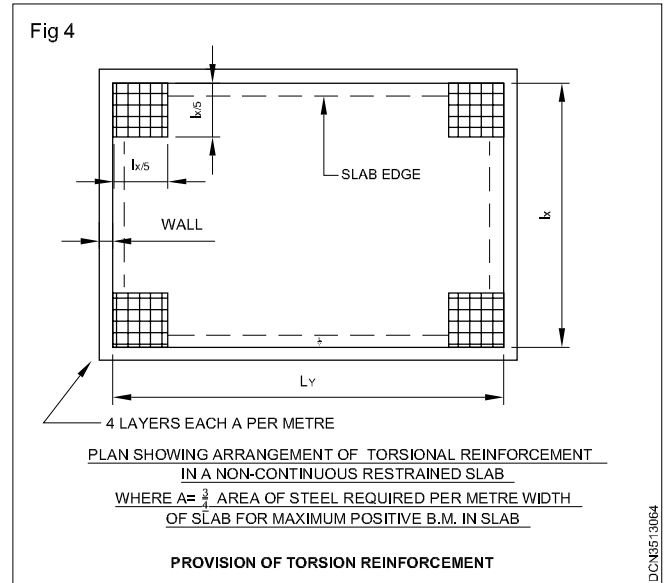 Fig 4
lx/5
lx/5
SLAB EDGE
WALL
lx
LY
4 LAYERS EACH A PER METRE
PLAN SHOWING ARRANGEMENT OF TORSIONAL REINFORCEMENT
IN A NON-CONTINUOUS RESTRAINED SLAB
WHERE A= 3/4 AREA OF STEEL REQUIRED PER METRE WIDTH
OF SLAB FOR MAXIMUM POSITIVE B.M. IN SLAB
PROVISION OF TORSION REINFORCEMENT
DCN3513064